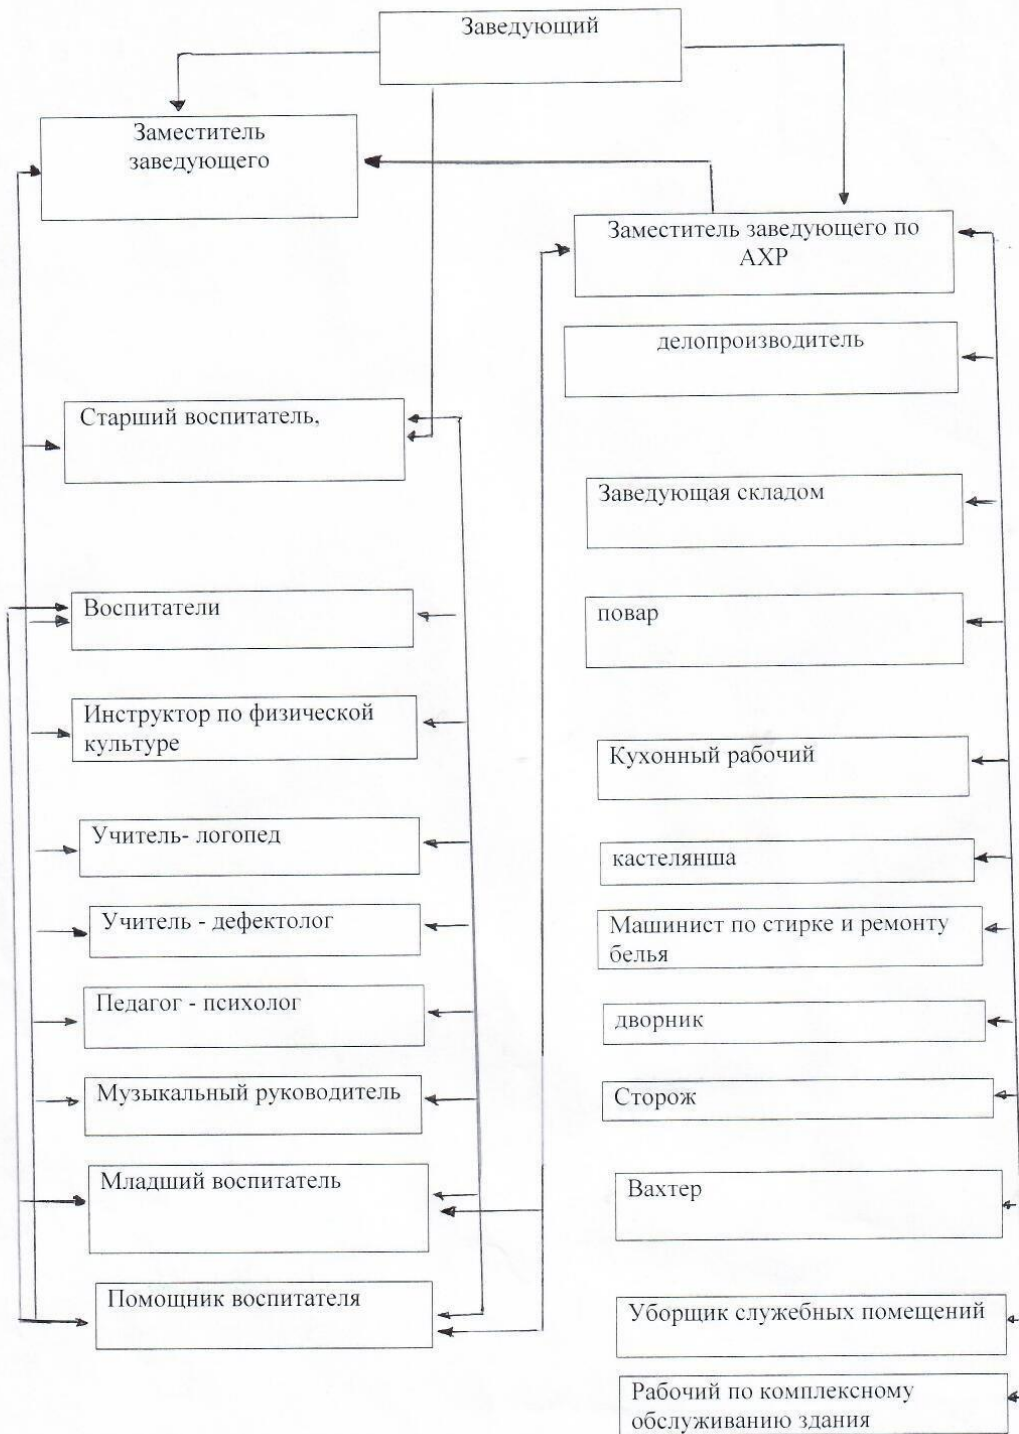 Заведующий
Заместитель
заведующего
Заместитель заведующего по
АХР
делопроизводитель
Старший воспитатель,
Заведующая складом
Воспитатели
повар
Инструктор по физической
культуре
Кухонный рабочий
Учитель- логопед
кастелянша
Учитель - дефектолог
Машинист по стирке и ремонту
белья
Педагог - психолог
дворник
Музыкальный руководитель
Сторож
Младший воспитатель
Вахтер
Помощник воспитателя
Уборщик служебных помещений
Рабочий по комплексному
обслуживанию здания